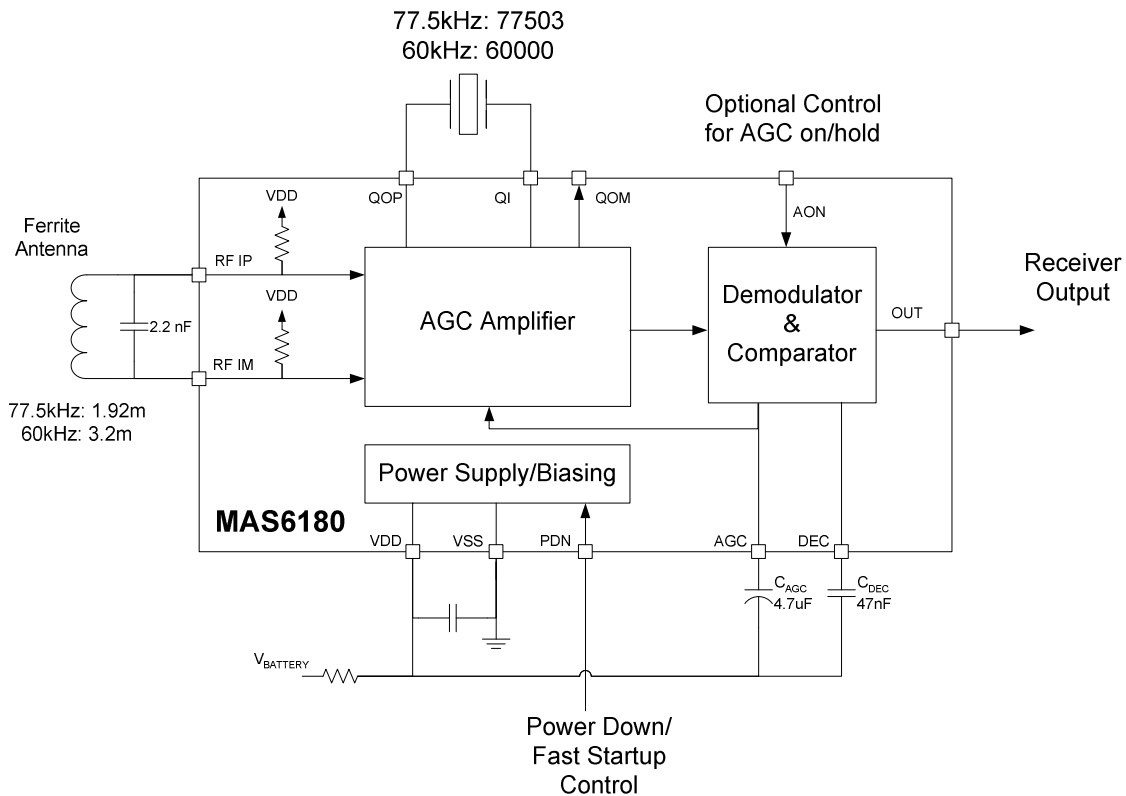 77.5kHz: 77503
60kHz: 60000
Optional Control
for AGC on/hold
QOP
QI
QOM
AON
VDD
Ferrite
Antenna
RF IP
VDD
2.2 nF
RF IM
77.5kHz: 1.92m
60kHz: 3.2m
AGC Amplifier
Demodulator
&
Comparator
OUT
Receiver
Output
Power Supply/Biasing
MAS6180
VDD
VSS
PDN
AGC
DEC
CAGC
4.7uF
CDEC
47nF
VBATTERY
Power Down/
Fast Startup
Control